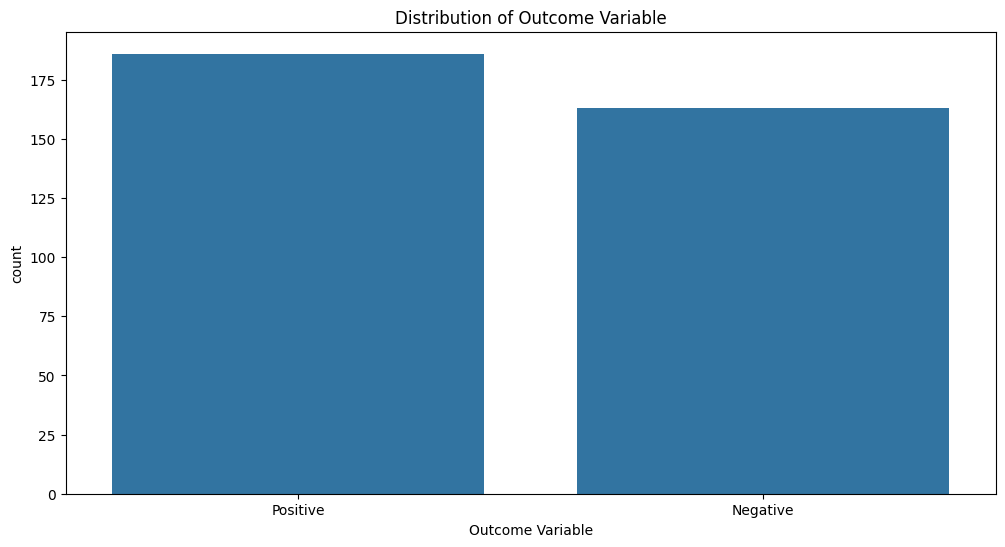 Distribution of Outcome Variable
175
150
125
100
75
50
25
0
count
Positive
Negative
Outcome Variable